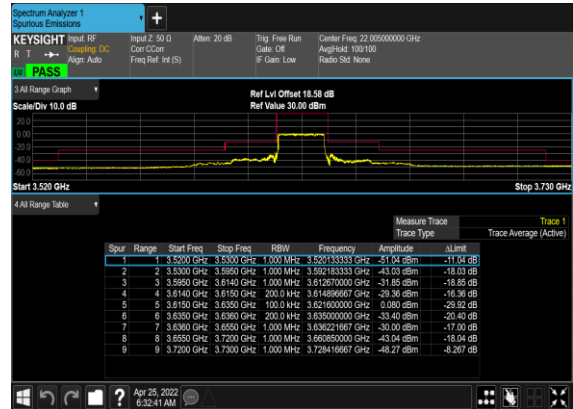 Spectrum Analyzer 1
Spurious Emissions
KEYSIGHT
R T
LXI PASS
Input: RF
Coupling: DC
Align: Auto
Input Z: 50 Ω
Corr CCorr
Freq Ref: Int (S)
Atten: 20 dB
Trig: Free Run
Gate: Off
IF Gain: Low
Center Freq: 22.005000000 GHz
Avg|Hold: 100/100
Radio Std: None
3 All Range Graph
Scale/Div 10.0 dB
Ref Lvl Offset 18.58 dB
Ref Value 30.00 dBm
20.0
0.00
-20.0
-40.0
-60.0
Start 3.520 GHz
Stop 3.730 GHz
4 All Range Table
Measure Trace Trace 1
Trace Type Trace Average (Active)
Spur Range Start Freq Stop Freq RBW Frequency Amplitude ΔLimit
1 1 3.5200 GHz 3.5300 GHz 1.000 MHz 3.520133333 GHz -51.04 dBm -11.04 dB
2 2 3.5300 GHz 3.5950 GHz 1.000 MHz 3.592183333 GHz -43.03 dBm -18.03 dB
3 3 3.5950 GHz 3.6140 GHz 1.000 MHz 3.612670000 GHz -31.85 dBm -18.85 dB
4 4 3.6140 GHz 3.6150 GHz 200.0 kHz 3.614896667 GHz -29.36 dBm -16.36 dB
5 5 3.6150 GHz 3.6350 GHz 100.0 kHz 3.621600000 GHz 0.080 dBm -29.92 dB
6 6 3.6350 GHz 3.6360 GHz 200.0 kHz 3.635000000 GHz -33.40 dBm -20.40 dB
7 7 3.6360 GHz 3.6550 GHz 1.000 MHz 3.636221667 GHz -30.00 dBm -17.00 dB
8 8 3.6550 GHz 3.7200 GHz 1.000 MHz 3.660850000 GHz -43.04 dBm -18.04 dB
9 9 3.7200 GHz 3.7300 GHz 1.000 MHz 3.728416667 GHz -48.27 dBm -8.267 dB
Apr 25, 2022
6:32:41 AM